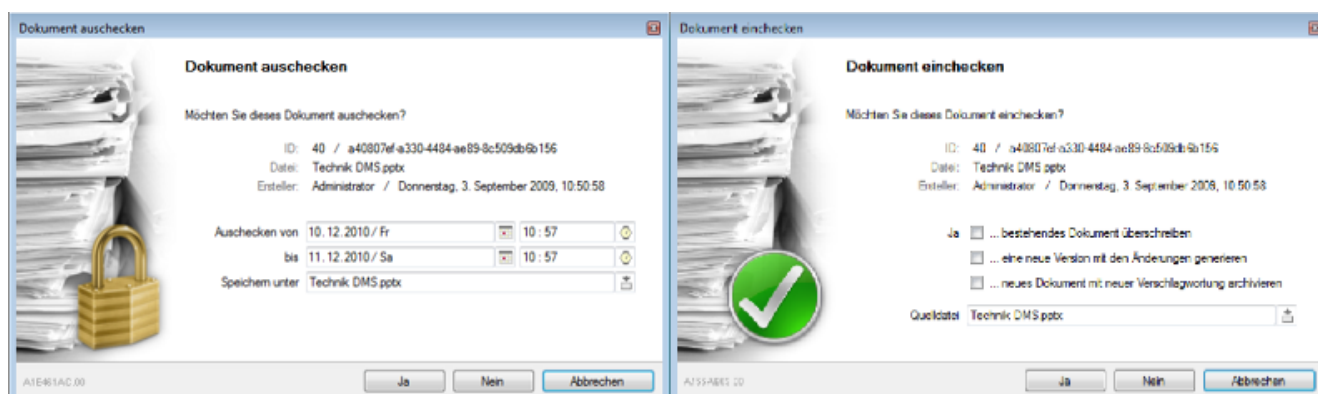 Dokument auschecken
Dokument auschecken
Möchten Sie dieses Dokument auschecken?
ID: 40 / a40807ef-a330-4484-ae89-8c509db6b156
Datei: Technik DMS.pptx
Ersteller: Administrator / Donnerstag, 3. September 2009, 10:50:58
Auschecken von 10.12.2010 / Fr 10:57
bis 11.12.2010 / Sa 10:57
Speichern unter Technik DMS.pptx
A1E461AC.00
Ja Nein Abbrechen
Dokument einchecken
Dokument einchecken
Möchten Sie dieses Dokument einchecken?
ID: 40 / a40807ef-a330-4484-ae89-8c509db6b156
Datei: Technik DMS.pptx
Ersteller: Administrator / Donnerstag, 3. September 2009, 10:50:58
Ja ... bestehendes Dokument überschreiben
... eine neue Version mit den Änderungen generieren
... neues Dokument mit neuer Verschlagwortung archivieren
Quelldatei Technik DMS.pptx
Ja Nein Abbrechen